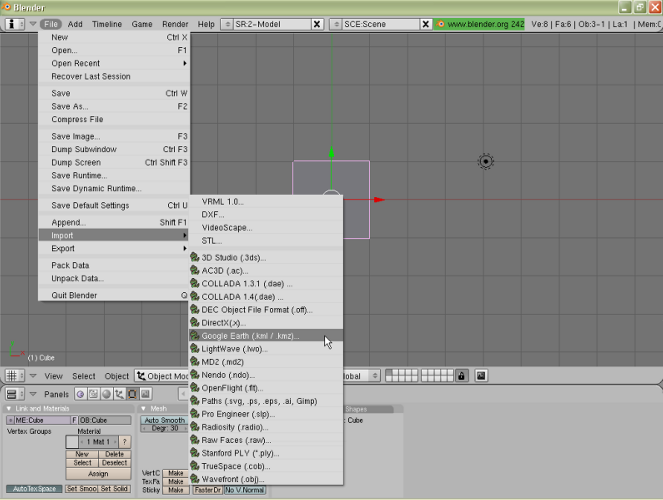 Blender
File Add Timeline Game Render Help SR:2-Model SCE:Scene www.blender.org 242 Ve:8 | Fa:6 | Ob:3-1 | La:1 | Mem:
New Ctrl X
Open... F1
Open Recent
Recover Last Session
Save Ctrl W
Save As... F2
Compress File
Save Image... F3
Dump Subwindow Ctrl F3
Dump Screen Ctrl Shift F3
Save Runtime...
Save Dynamic Runtime...
Save Default Settings Ctrl U
Append... Shift F1
Import
Export
Pack Data
Unpack Data...
Quit Blender Q
VRML 1.0...
DXF...
VideoScape...
STL...
3D Studio (.3ds)...
AC3D (.ac)...
COLLADA 1.3.1 (.dae) ...
COLLADA 1.4(.dae) ...
DEC Object File Format (.off)...
DirectX(.x)...
Google Earth (.kml / .kmz)...
LightWave (.lwo)...
MD2 (.md2)
Nendo (.ndo)...
OpenFlight (.flt)...
Paths (.svg, .ps, .eps, .ai, Gimp)
Pro Engineer (.slp)...
Radiosity (.radio)...
Raw Faces (.raw)...
Stanford PLY (*.ply)...
TrueSpace (.cob)...
Wavefront (.obj)...
(1) Cube
View Select Object Object Mod lobal
Panels
Link and Materials Mesh Shapes
ME:Cube F OB:Cube Auto Smooth : Cube
Vertex Groups Material Degr: 30
1 Mat 1 ?
New Delete
Select Deselect
Assign
AutoTexSpace Set Smoo Set Solid
VertC Make
TexFa Make
Sticky Make Faster Dr No V.Normal